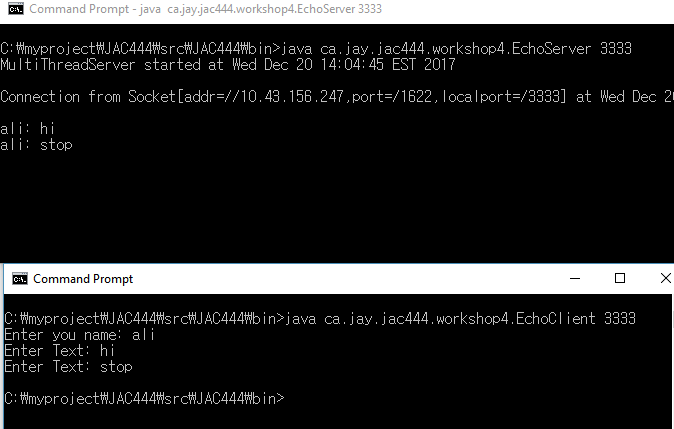 Command Prompt - java  ca.jay.jac444.workshop4.EchoServer 3333
C:₩myproject₩JAC444₩src₩JAC444₩bin>java ca.jay.jac444.workshop4.EchoServer 3333
MultiThreadServer started at Wed Dec 20 14:04:45 EST 2017
Connection from Socket[addr=//10.43.156.247,port=/1622,localport=/3333] at Wed Dec
ali: hi
ali: stop
Command Prompt
C:₩myproject₩JAC444₩src₩JAC444₩bin>java ca.jay.jac444.workshop4.EchoClient 3333
Enter you name: ali
Enter Text: hi
Enter Text: stop
C:₩myproject₩JAC444₩src₩JAC444₩bin>